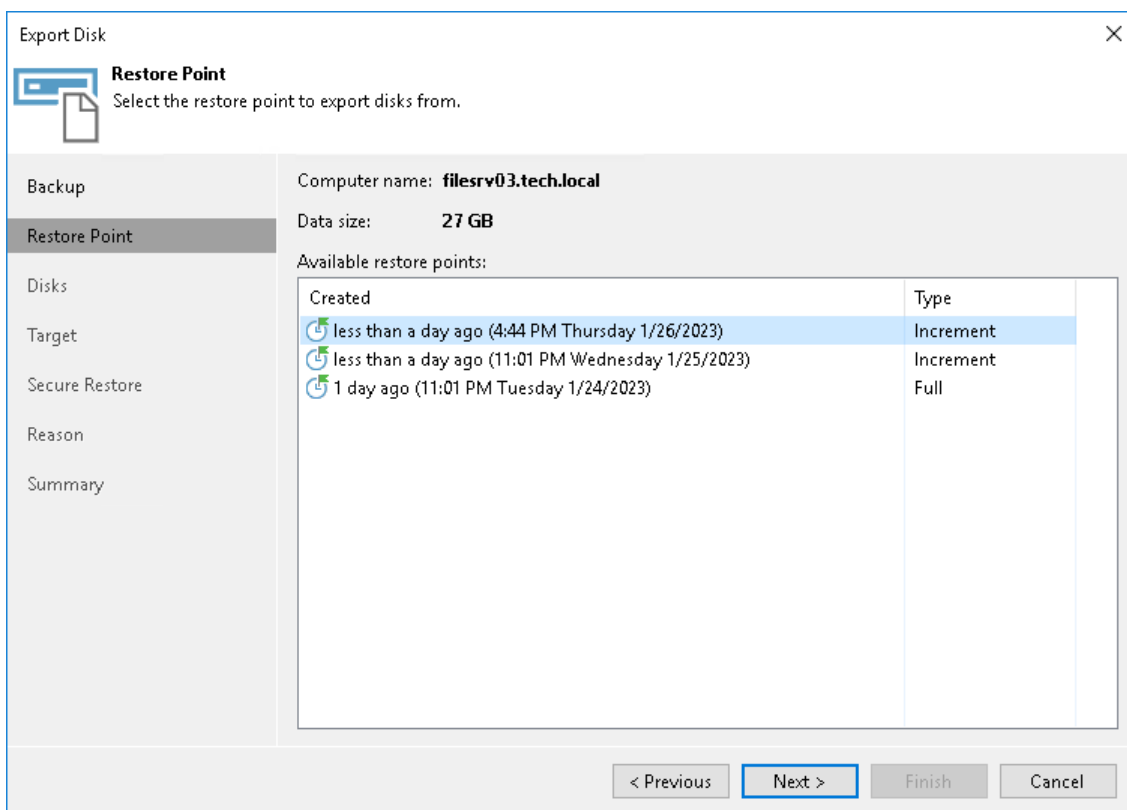 Export Disk
Restore Point
Select the restore point to export disks from.
Backup
Restore Point
Disks
Target
Secure Restore
Reason
Summary
Computer name: filesrv03.tech.local
Data size: 27 GB
Available restore points:
Created Type
less than a day ago (4:44 PM Thursday 1/26/2023) Increment
less than a day ago (11:01 PM Wednesday 1/25/2023) Increment
1 day ago (11:01 PM Tuesday 1/24/2023) Full
< Previous Next > Finish Cancel